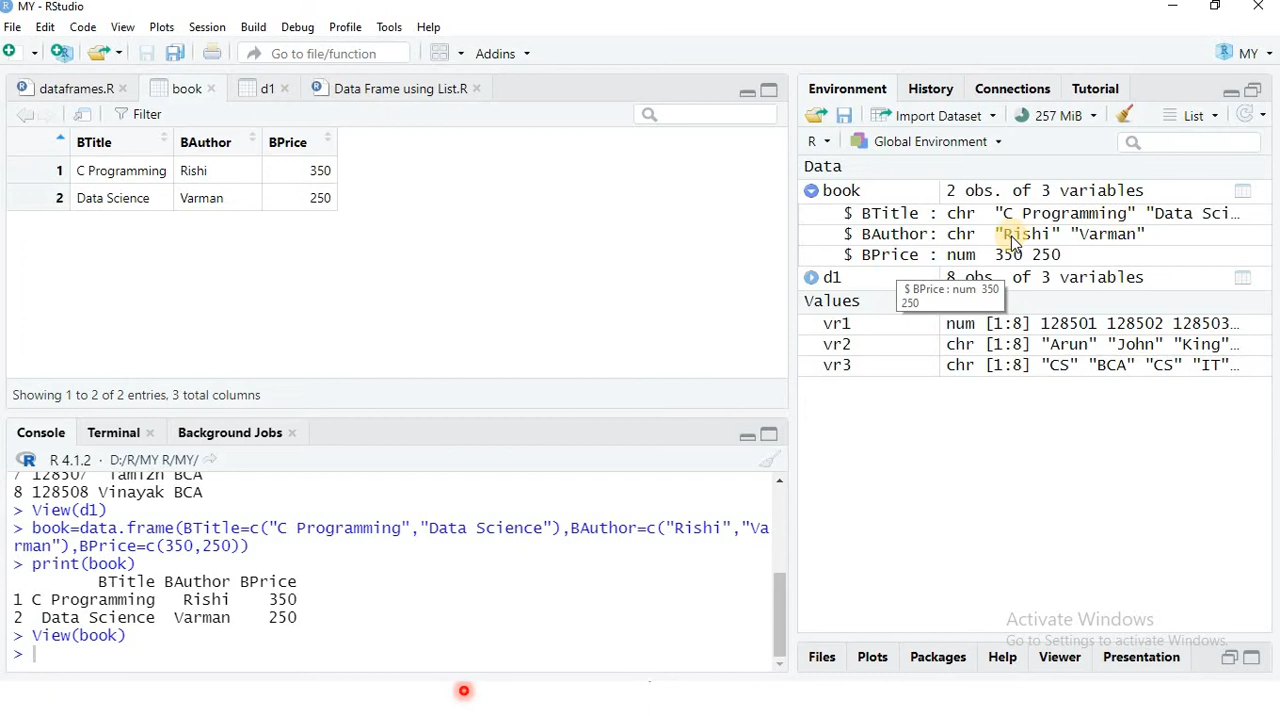 MY - RStudio
File Edit Code View Plots Session Build Debug Profile Tools Help
Go to file/function Addins MY
dataframes.R book d1 Data Frame using List.R
Filter
BTitle BAuthor BPrice
1 C Programming Rishi 350
2 Data Science Varman 250
Showing 1 to 2 of 2 entries, 3 total columns
Console Terminal Background Jobs
R 4.1.2 · D:/R/MY R/MY/
7 128507 Tamizh BCA
8 128508 Vinayak BCA
> View(d1)
> book=data.frame(BTitle=c("C Programming","Data Science"),BAuthor=c("Rishi","Va
rman"),BPrice=c(350,250))
> print(book)
BTitle BAuthor BPrice
1 C Programming Rishi 350
2 Data Science Varman 250
> View(book)
>
Environment History Connections Tutorial
Import Dataset 257 MiB List
R Global Environment
Data
book 2 obs. of 3 variables
$ BTitle : chr "C Programming" "Data Sci...
$ BAuthor: chr "Rishi" "Varman"
$ BPrice : num 350 250
d1 8 obs. of 3 variables
$ BPrice : num 350
250
Values
vr1 num [1:8] 128501 128502 128503...
vr2 chr [1:8] "Arun" "John" "King"...
vr3 chr [1:8] "CS" "BCA" "CS" "IT"...
Activate Windows
Go to Settings to activate Windows.
Files Plots Packages Help Viewer Presentation